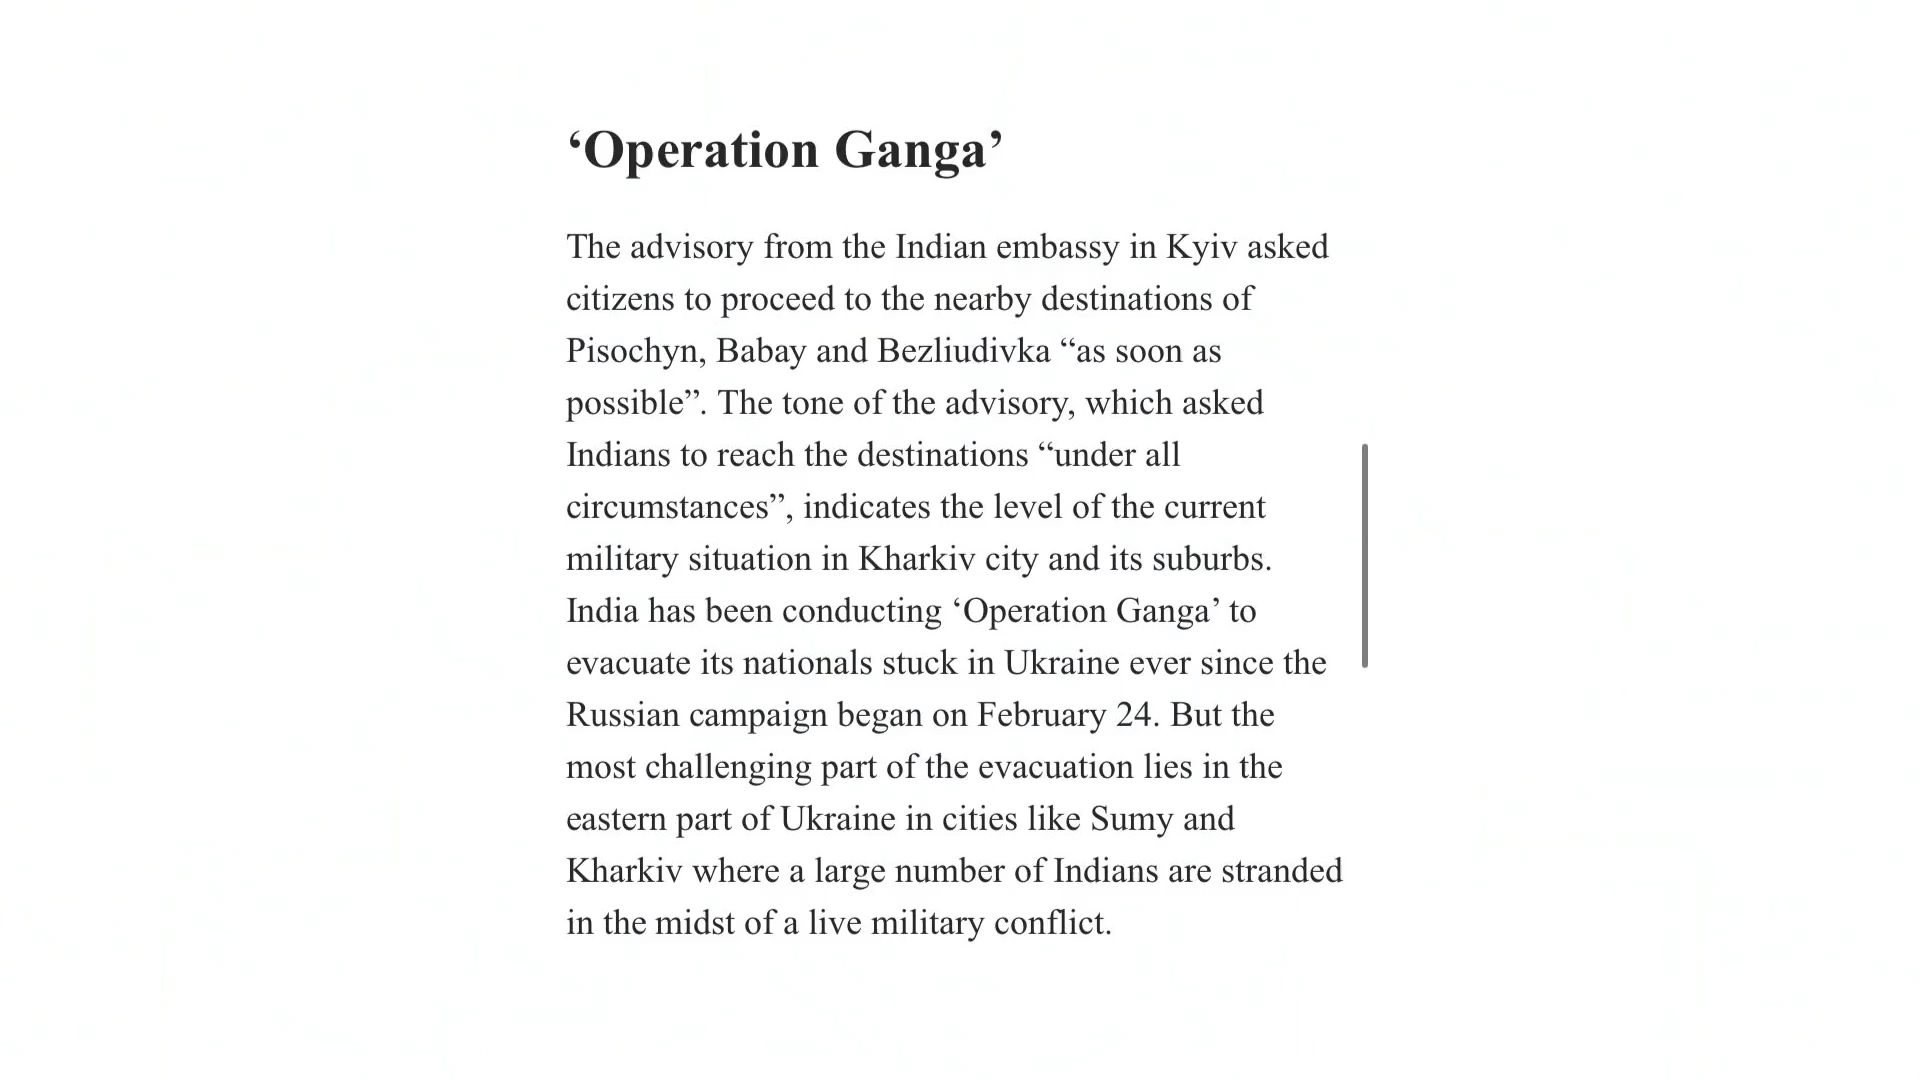 ‘Operation Ganga’
The advisory from the Indian embassy in Kyiv asked
citizens to proceed to the nearby destinations of
Pisochyn, Babay and Bezliudivka “as soon as
possible”. The tone of the advisory, which asked
Indians to reach the destinations “under all
circumstances”, indicates the level of the current
military situation in Kharkiv city and its suburbs.
India has been conducting ‘Operation Ganga’ to
evacuate its nationals stuck in Ukraine ever since the
Russian campaign began on February 24. But the
most challenging part of the evacuation lies in the
eastern part of Ukraine in cities like Sumy and
Kharkiv where a large number of Indians are stranded
in the midst of a live military conflict.